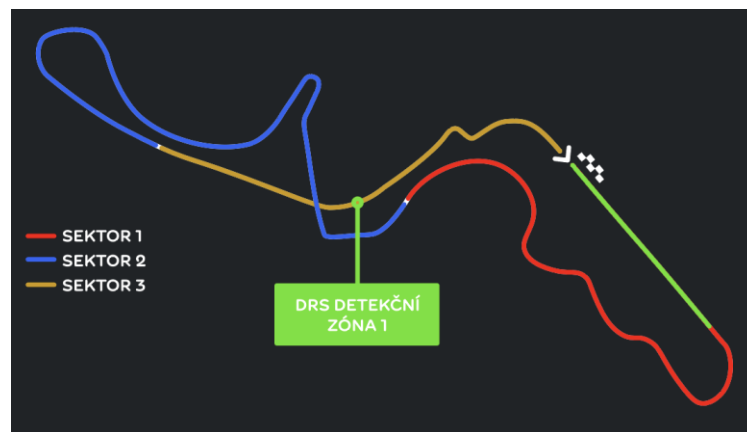 SEKTOR 1
SEKTOR 2
SEKTOR 3
DRS DETEKČNÍ
ZÓNA 1